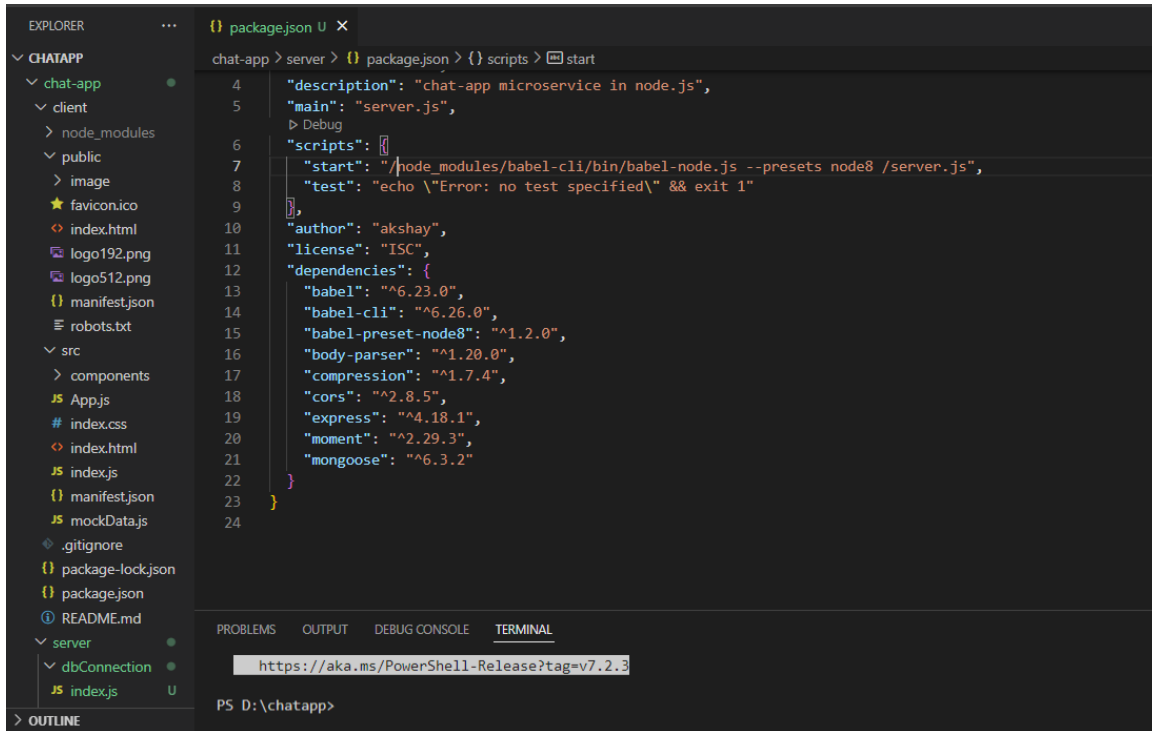 EXPLORER ...
CHATAPP
chat-app
client
node_modules
public
image
favicon.ico
index.html
logo192.png
logo512.png
manifest.json
robots.txt
src
components
JS App.js
# index.css
index.html
JS index.js
{} manifest.json
JS mockData.js
.gitignore
{} package-lock.json
{} package.json
README.md
server
dbConnection
JS index.js U
OUTLINE
{} package.json U X
chat-app > server > {} package.json > {} scripts > abc start
4 "description": "chat-app microservice in node.js",
5 "main": "server.js",
Debug
6 "scripts": {
7 "start": "/node_modules/babel-cli/bin/babel-node.js --presets node8 /server.js",
8 "test": "echo \"Error: no test specified\" && exit 1"
9 },
10 "author": "akshay",
11 "license": "ISC",
12 "dependencies": {
13 "babel": "^6.23.0",
14 "babel-cli": "^6.26.0",
15 "babel-preset-node8": "^1.2.0",
16 "body-parser": "^1.20.0",
17 "compression": "^1.7.4",
18 "cors": "^2.8.5",
19 "express": "^4.18.1",
20 "moment": "^2.29.3",
21 "mongoose": "^6.3.2"
22 }
23 }
24
PROBLEMS OUTPUT DEBUG CONSOLE TERMINAL
https://aka.ms/PowerShell-Release?tag=v7.2.3
PS D:\chatapp>